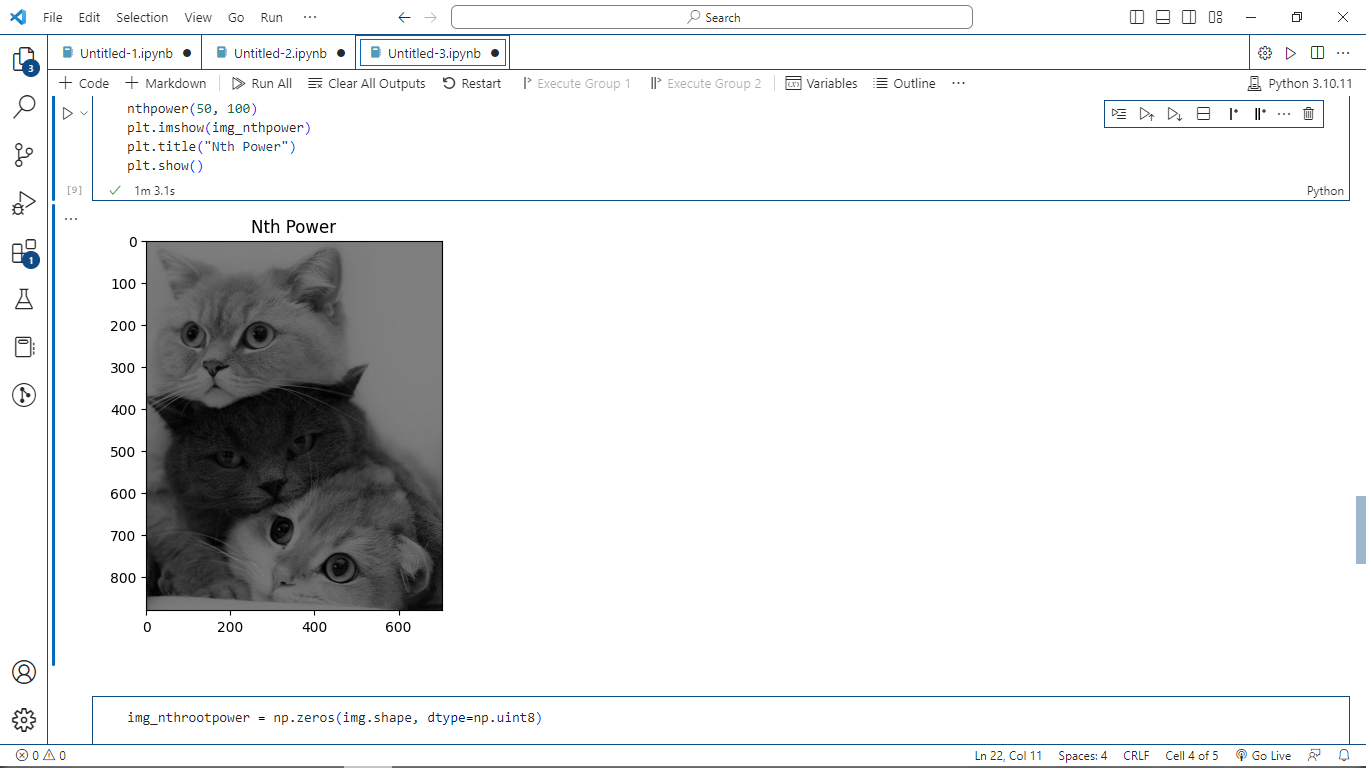 File Edit Selection View Go Run ···
Search
Untitled-1.ipynb Untitled-2.ipynb Untitled-3.ipynb
Code Markdown Run All Clear All Outputs Restart Execute Group 1 Execute Group 2 Variables Outline ··· Python 3.10.11
nthpower(50, 100)
plt.imshow(img_nthpower)
plt.title("Nth Power")
plt.show()
[9] 1m 3.1s Python
Nth Power
0
100
200
300
400
500
600
700
800
0 200 400 600
img_nthrootpower = np.zeros(img.shape, dtype=np.uint8)
3
1
0 0 Ln 22, Col 11 Spaces: 4 CRLF Cell 4 of 5 Go Live